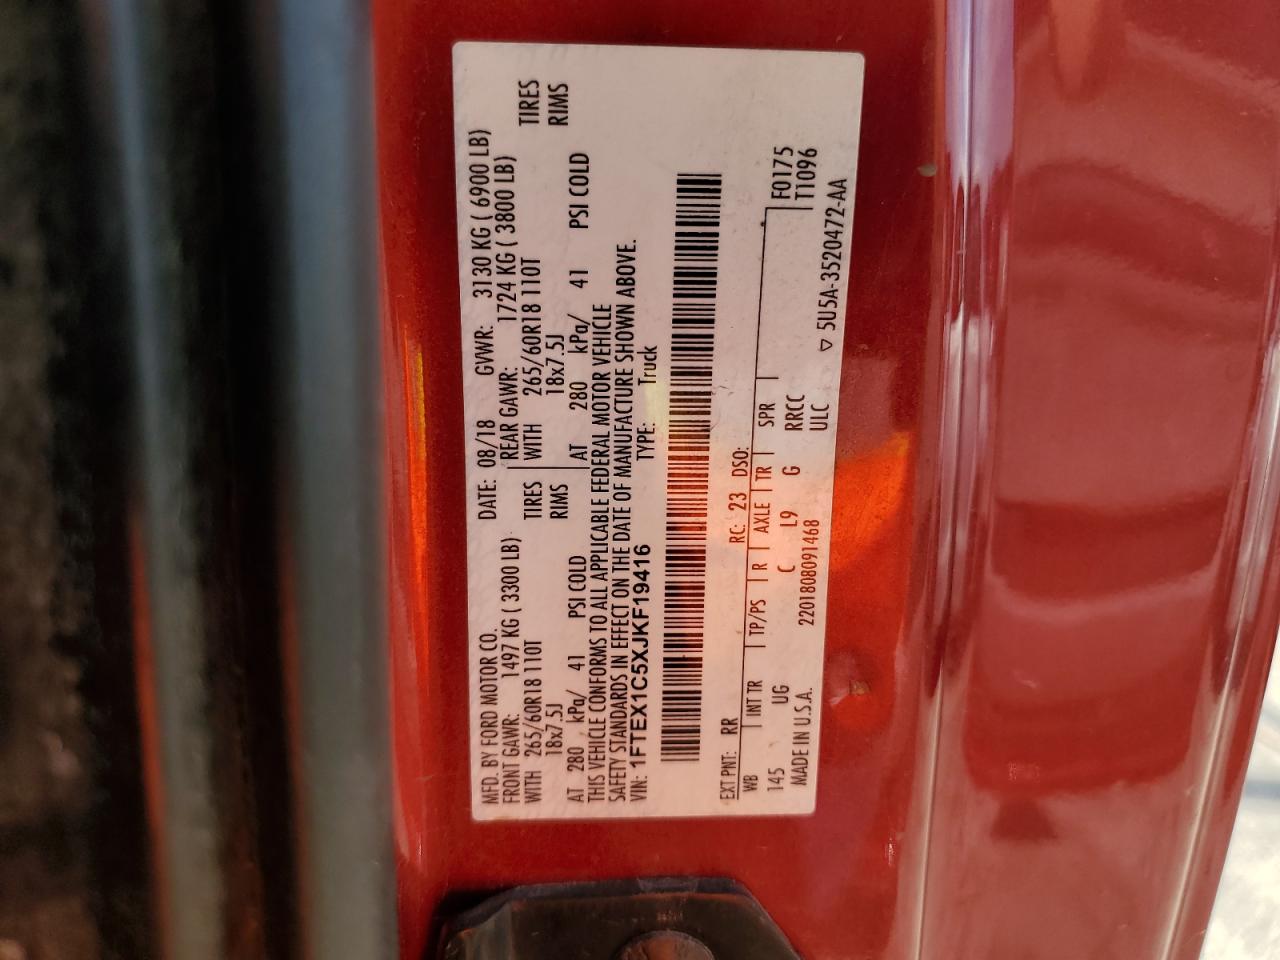 MFD. BY FORD MOTOR CO. DATE: 08/18 GVWR: 3130 KG ( 6900 LB)
FRONT GAWR: 1497 KG ( 3300 LB) REAR GAWR: 1724 KG ( 3800 LB)
WITH 265/60R18 110T TIRES WITH 265/60R18 110T TIRES
18x7.5J RIMS 18x7.5J RIMS
AT 280 kPa/ 41 PSI COLD AT 280 kPa/ 41 PSI COLD
THIS VEHICLE CONFORMS TO ALL APPLICABLE FEDERAL MOTOR VEHICLE
SAFETY STANDARDS IN EFFECT ON THE DATE OF MANUFACTURE SHOWN ABOVE.
VIN: 1FTEX1C5XJKF19416 TYPE: Truck
EXT PNT: RR RC: 23 DSO: F0175
WB INT TR TP/PS R AXLE TR SPR T1096
145 UG C L9 G RRCC
MADE IN U.S.A. 2201808091468 ULC ▽ 5U5A-3520472-AA